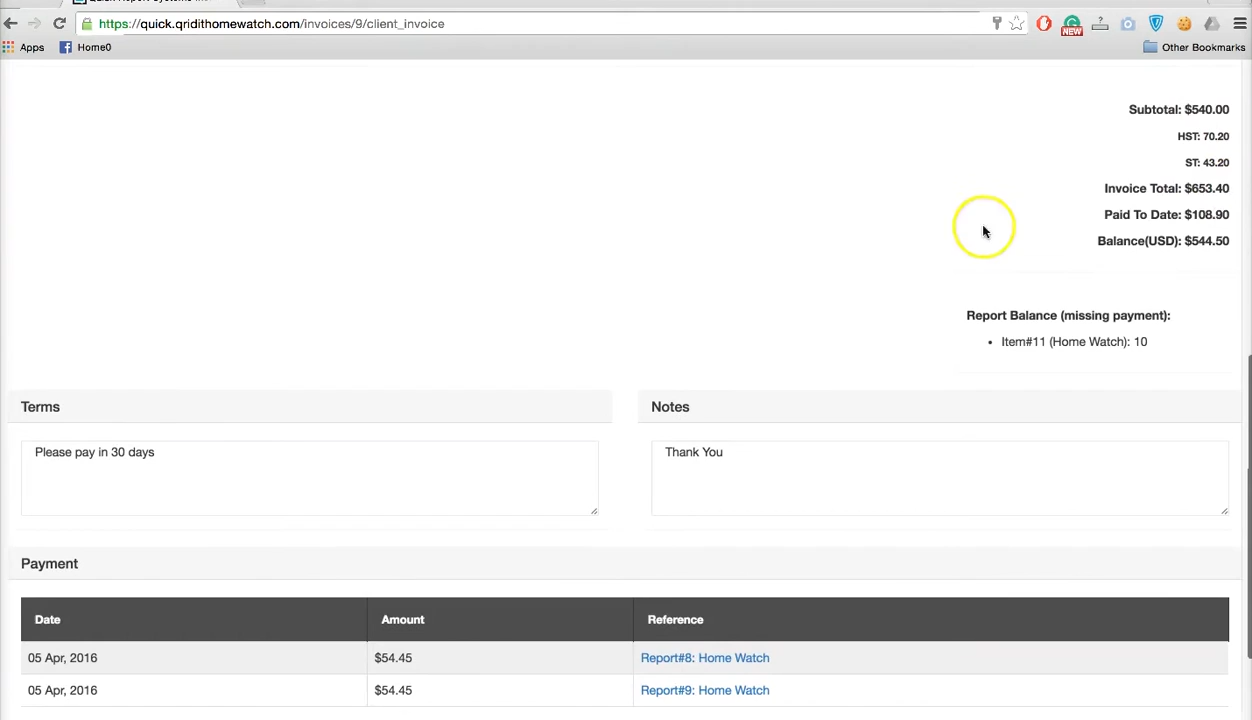 https://quick.qridithomewatch.com/invoices/9/client_invoice
NEW
Apps
Home0
Other Bookmarks
Subtotal: $540.00
HST: 70.20
ST: 43.20
Invoice Total: $653.40
Paid To Date: $108.90
Balance(USD): $544.50
Report Balance (missing payment):
• Item#11 (Home Watch): 10
Terms
Notes
Please pay in 30 days
Thank You
Payment
Date Amount Reference
05 Apr, 2016 $54.45 Report#8: Home Watch
05 Apr, 2016 $54.45 Report#9: Home Watch